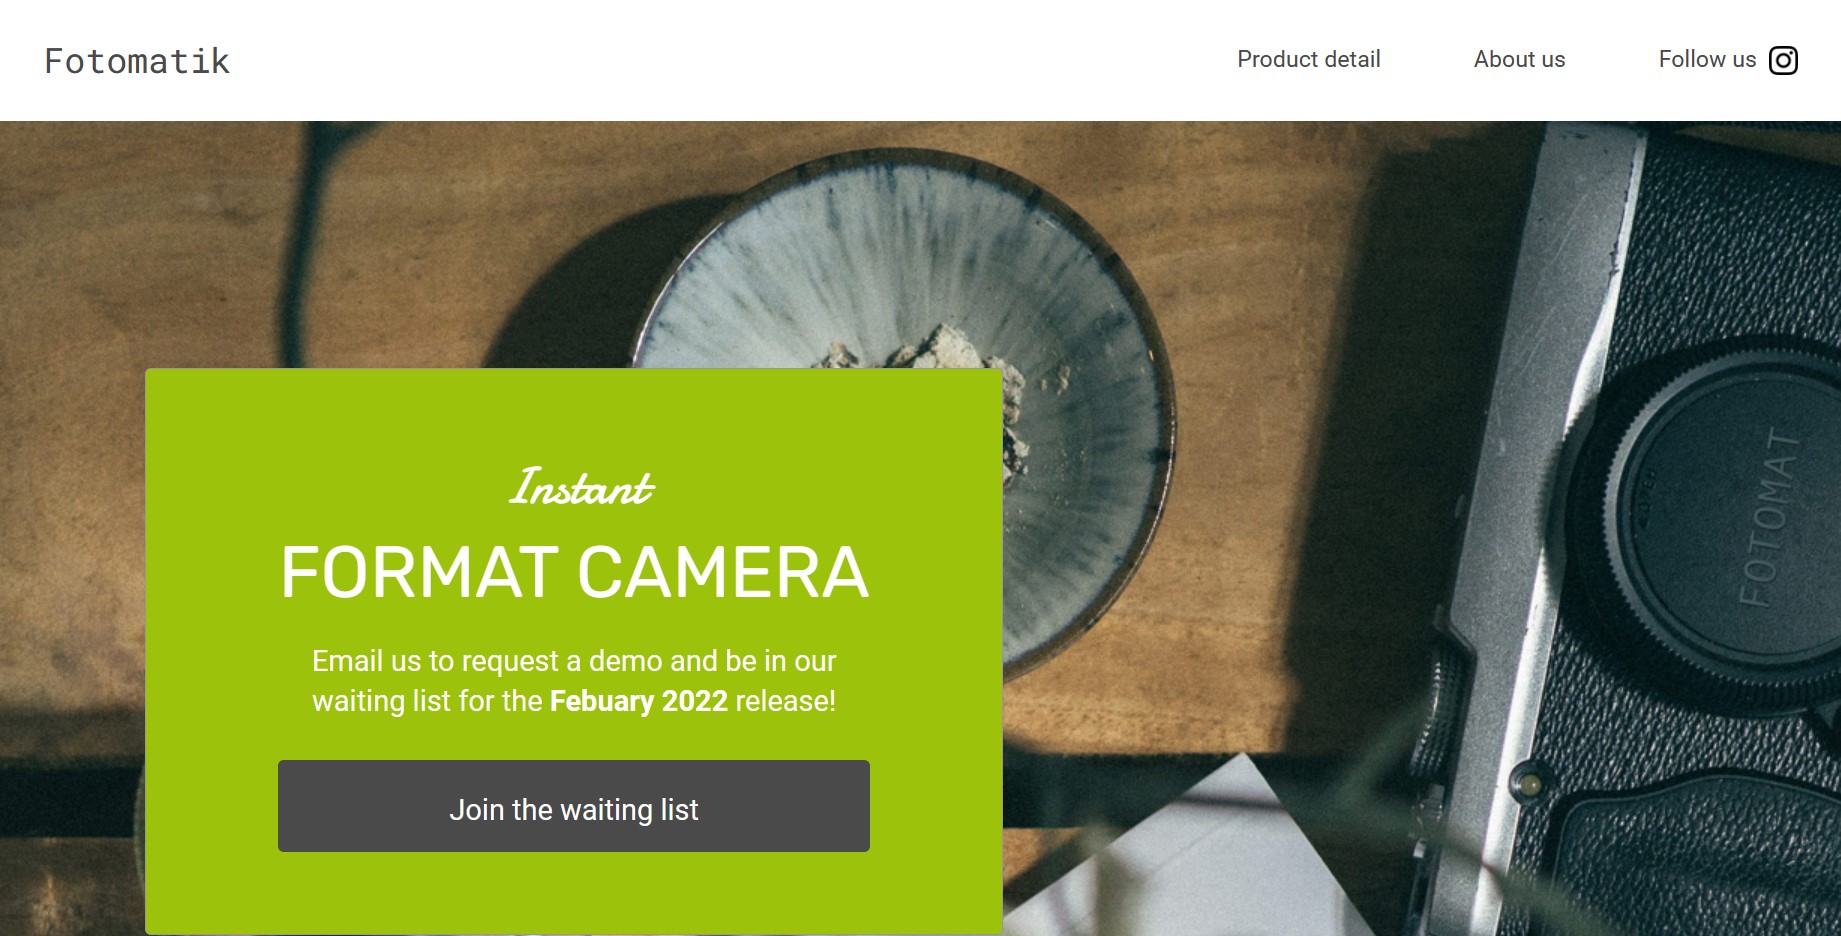 Fotomatik
Product detail
About us
Follow us
Instant
FORMAT CAMERA
Email us to request a demo and be in our
waiting list for the Febuary 2022 release!
Join the waiting list
FOTOMAT